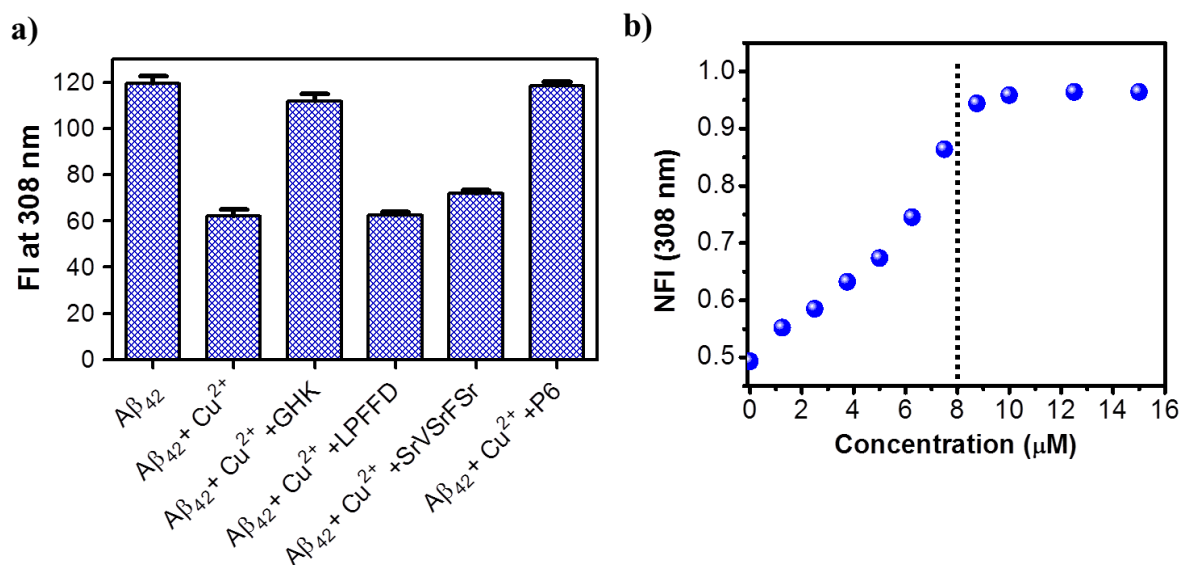 a)
FI at 308 nm
120
100
80
60
40
20
0
Aβ42
Aβ42+ Cu2+
Aβ42+ Cu2+ +GHK
Aβ42+ Cu2+ +LPFFD
Aβ42+ Cu2+ +SrVSrFSr
Aβ42+ Cu2+ +P6
b)
NFI (308 nm)
1.0
0.9
0.8
0.7
0.6
0.5
0 2 4 6 8 10 12 14 16
Concentration (μM)